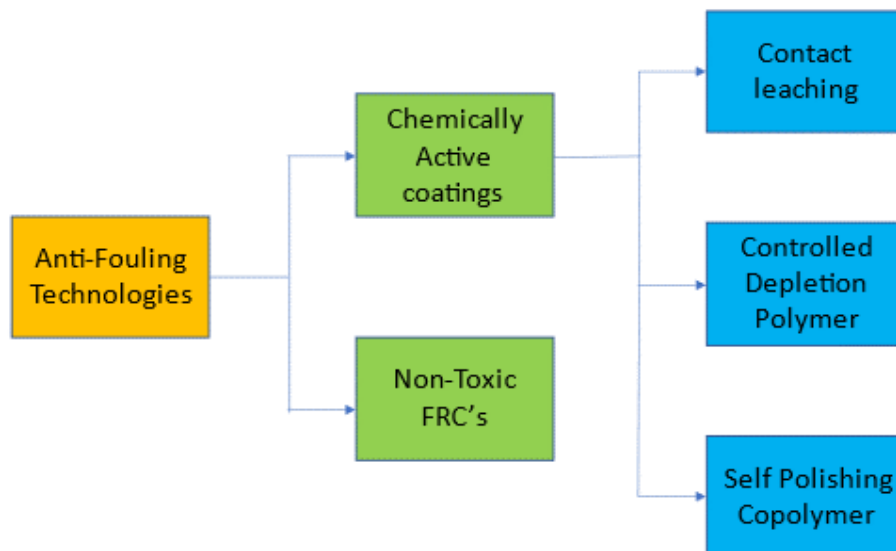 Contact
leaching
Chemically
Active
coatings
Anti-Fouling
Technologies
Controlled
Depletion
Polymer
Non-Toxic
FRC's
Self Polishing
Copolymer